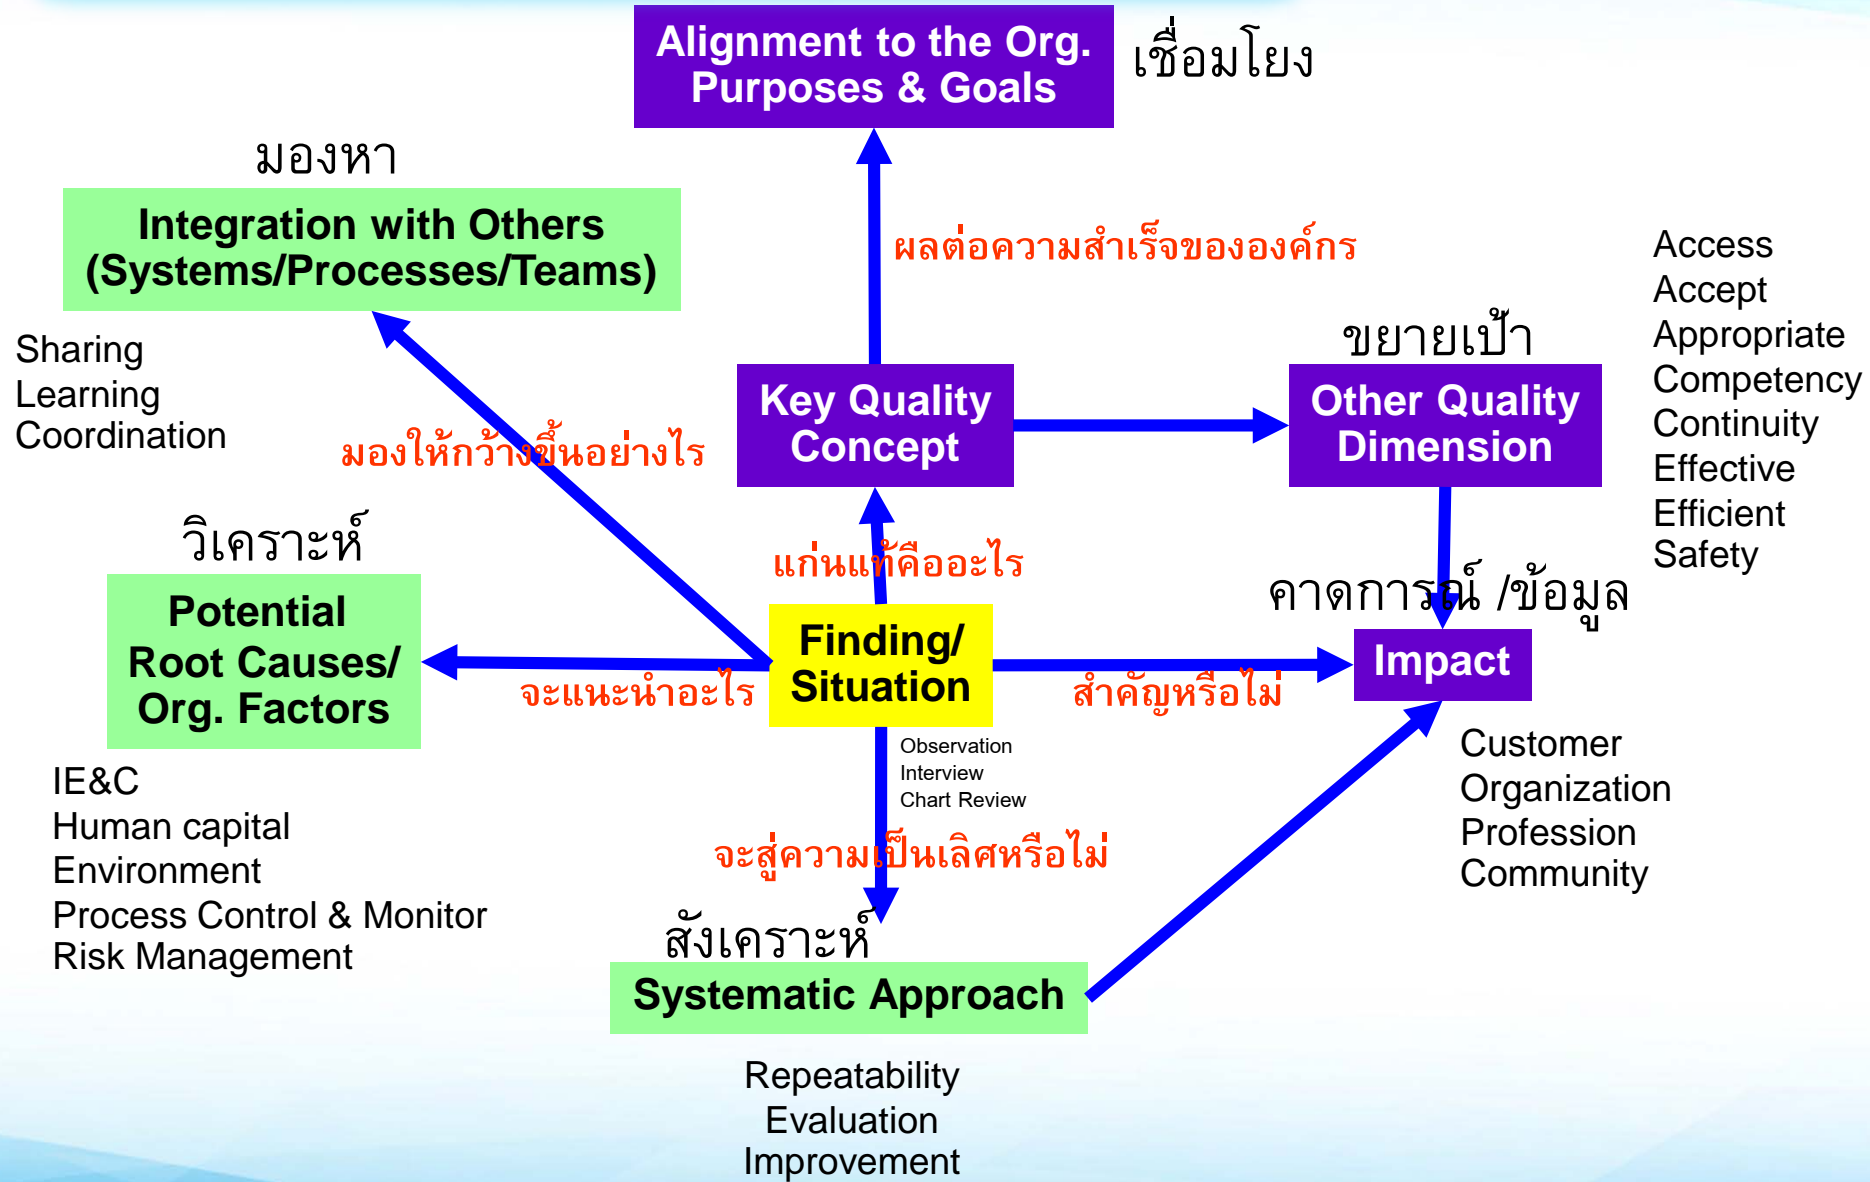 Alignment to the Org.
Purposes & Goals
เชื่อมโยง
มองหา
Integration with Others
(Systems/Processes/Teams)
Sharing
Learning
Coordination
ผลต่อความสำเร็จขององค์กร
มองให้กว้างขึ้นอย่างไร
Key Quality
Concept
ขยายเป้า
Other Quality
Dimension
Access
Accept
Appropriate
Competency
Continuity
Effective
Efficient
Safety
วิเคราะห์
Potential
Root Causes/
Org. Factors
แก่นแท้คืออะไร
คาดการณ์ /ข้อมูล
Finding/
Situation
Impact
จะแนะนำอะไร
สำคัญหรือไม่
Observation
Interview
Chart Review
Customer
Organization
Profession
Community
IE&C
Human capital
Environment
Process Control & Monitor
Risk Management
จะสู่ความเป็นเลิศหรือไม่
สังเคราะห์
Systematic Approach
Repeatability
Evaluation
Improvement